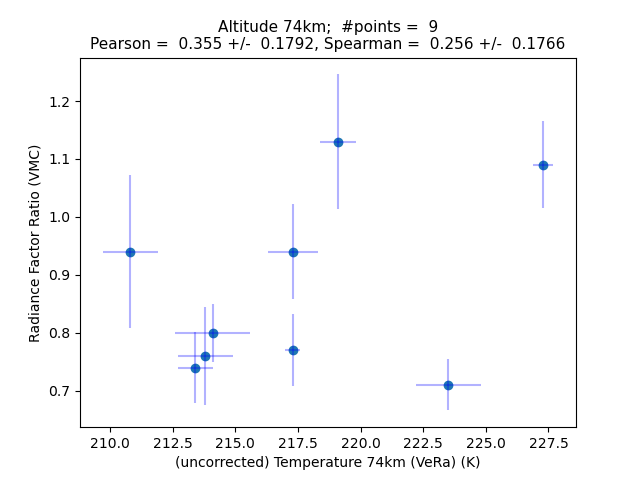 Altitude 74km;  #points =  9
Pearson =  0.355 +/-  0.1792, Spearman =  0.256 +/-  0.1766
1.2
1.1
1.0
0.9
0.8
0.7
Radiance Factor Ratio (VMC)
210.0 212.5 215.0 217.5 220.0 222.5 225.0 227.5
(uncorrected) Temperature 74km (VeRa) (K)